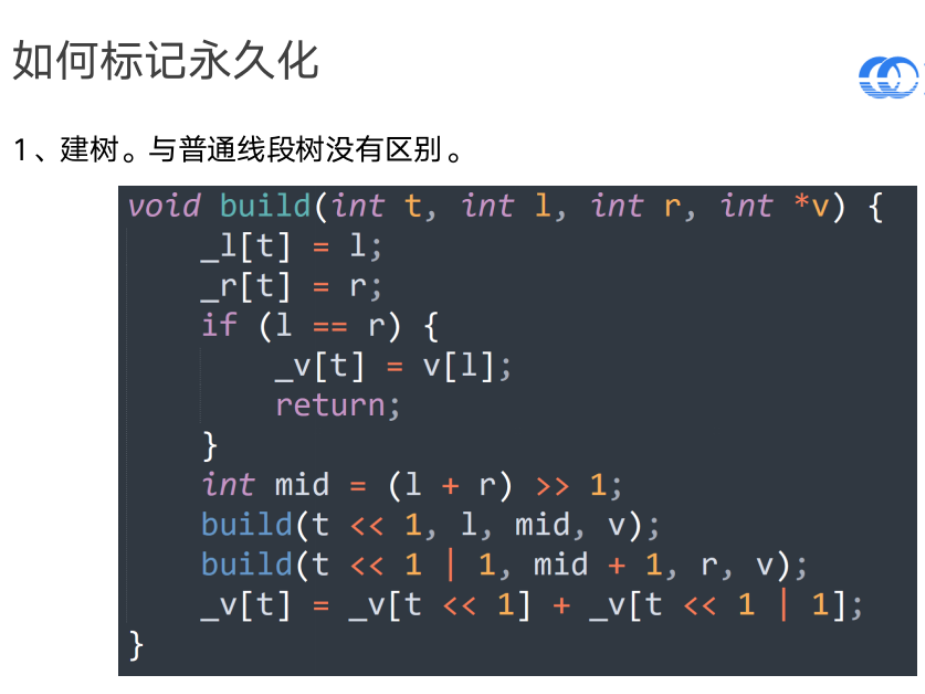 如何标记永久化
1、建树。与普通线段树没有区别。
void build(int t, int l, int r, int *v) {
    _l[t] = l;
    _r[t] = r;
    if (l == r) {
        _v[t] = v[l];
        return;
    }
    int mid = (l + r) >> 1;
    build(t << 1, l, mid, v);
    build(t << 1 | 1, mid + 1, r, v);
    _v[t] = _v[t << 1] + _v[t << 1 | 1];
}